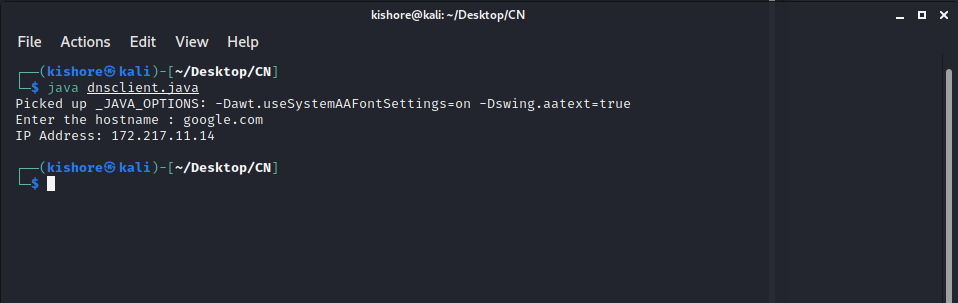 kishore@kali: ~/Desktop/CN
File Actions Edit View Help
┌──(kishore㉿kali)-[~/Desktop/CN]
└─$ java dnsclient.java
Picked up _JAVA_OPTIONS: -Dawt.useSystemAAFontSettings=on -Dswing.aatext=true
Enter the hostname : google.com
IP Address: 172.217.11.14
┌──(kishore㉿kali)-[~/Desktop/CN]
└─$